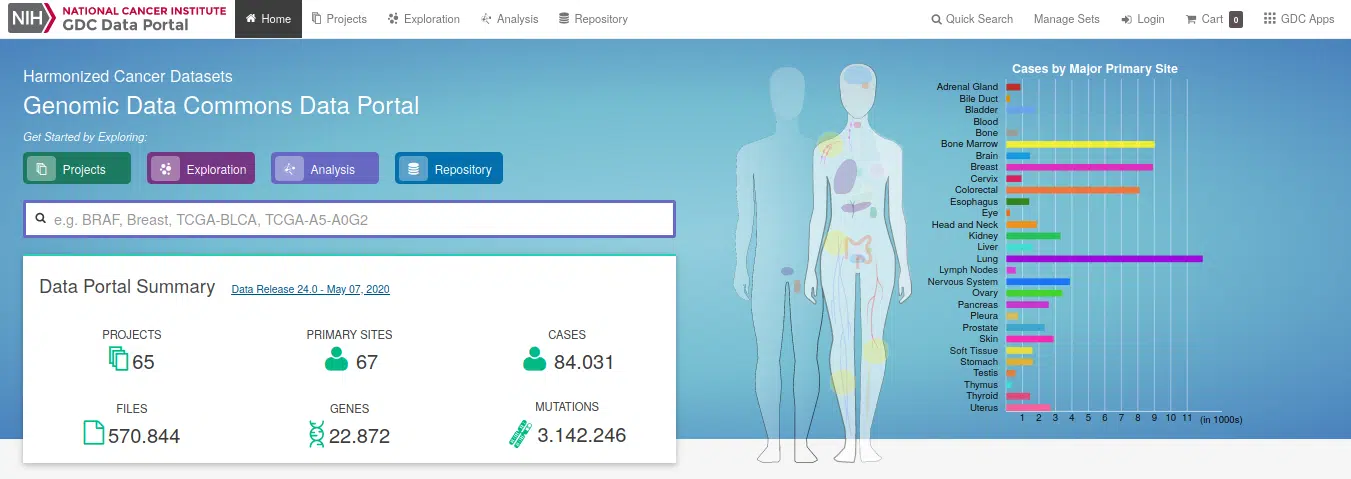 NIH NATIONAL CANCER INSTITUTE
GDC Data Portal
Home
Projects
Exploration
Analysis
Repository
Quick Search
Manage Sets
Login
Cart 0
GDC Apps
Harmonized Cancer Datasets
Genomic Data Commons Data Portal
Get Started by Exploring:
Projects
Exploration
Analysis
Repository
e.g. BRAF, Breast, TCGA-BLCA, TCGA-A5-A0G2
Data Portal Summary Data Release 24.0 - May 07, 2020
PROJECTS
65
PRIMARY SITES
67
CASES
84.031
FILES
570.844
GENES
22.872
MUTATIONS
3.142.246
Cases by Major Primary Site
Adrenal Gland
Bile Duct
Bladder
Blood
Bone
Bone Marrow
Brain
Breast
Cervix
Colorectal
Esophagus
Eye
Head and Neck
Kidney
Liver
Lung
Lymph Nodes
Nervous System
Ovary
Pancreas
Pleura
Prostate
Skin
Soft Tissue
Stomach
Testis
Thymus
Thyroid
Uterus
1 2 3 4 5 6 7 8 9 10 11 (in 1000s)